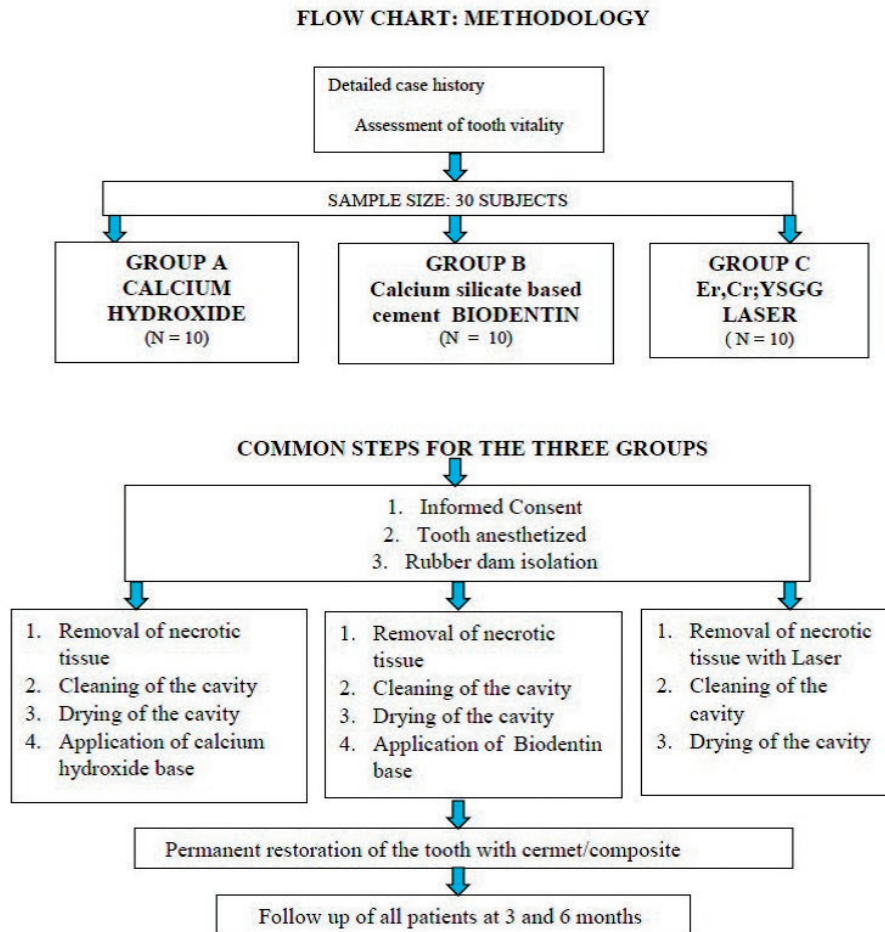 FLOW CHART: METHODOLOGY
Detailed case history
Assessment of tooth vitality
SAMPLE SIZE: 30 SUBJECTS
GROUP A
CALCIUM
HYDROXIDE
(N = 10)
GROUP B
Calcium silicate based
cement BIODENTIN
(N = 10)
GROUP C
Er,Cr;YSGG
LASER
( N = 10)
COMMON STEPS FOR THE THREE GROUPS
1. Informed Consent
2. Tooth anesthetized
3. Rubber dam isolation
1. Removal of necrotic
tissue
2. Cleaning of the cavity
3. Drying of the cavity
4. Application of calcium
hydroxide base
1. Removal of necrotic
tissue
2. Cleaning of the cavity
3. Drying of the cavity
4. Application of Biodentin
base
1. Removal of necrotic
tissue with Laser
2. Cleaning of the
cavity
3. Drying of the cavity
Permanent restoration of the tooth with cermet/composite
Follow up of all patients at 3 and 6 months